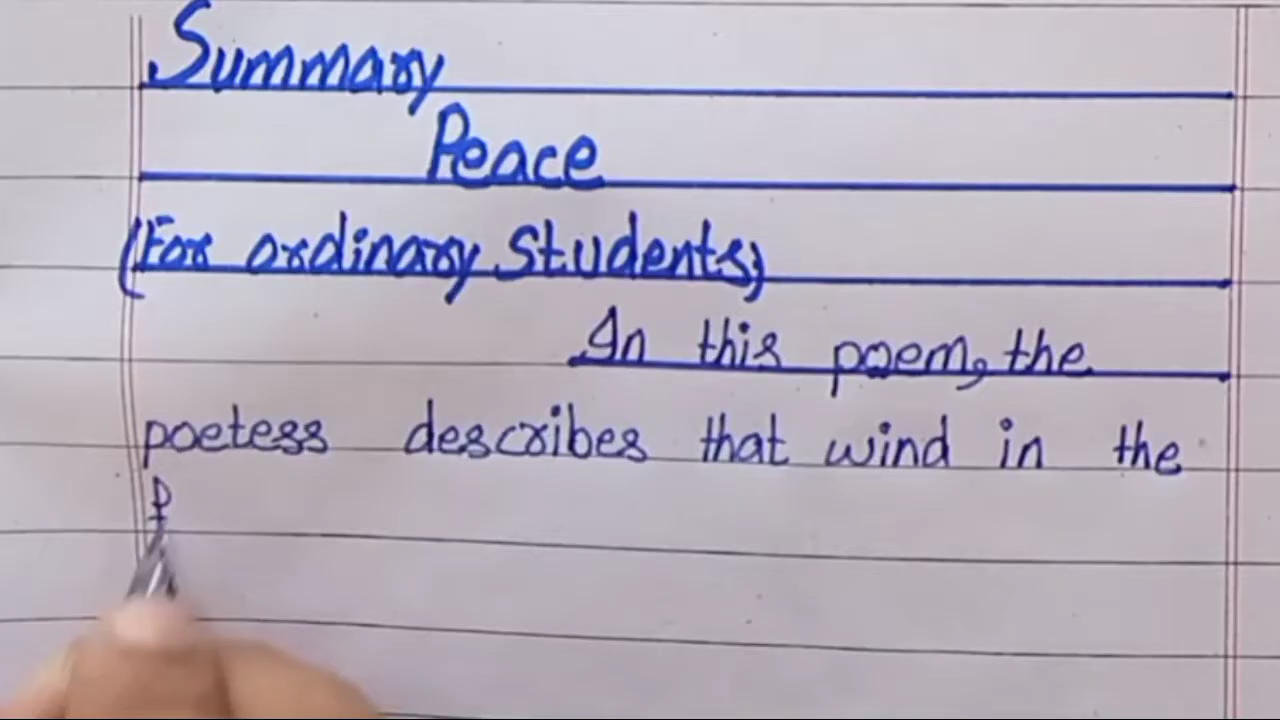 Summary
Peace
(For ordinary Students)
In this poem, the
poetess describes that wind in the